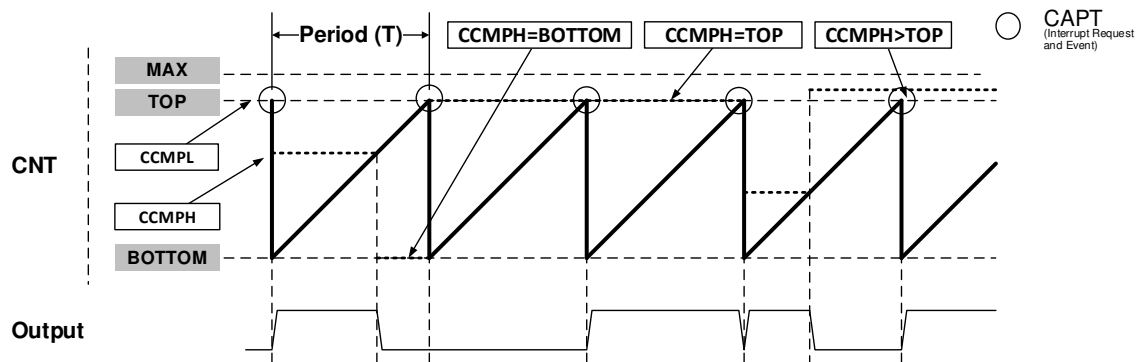 Period (T)
CCMPH=BOTTOM
CCMPH=TOP
CCMPH>TOP
CAPT
(Interrupt Request
and Event)
MAX
TOP
CNT
CCMPL
CCMPH
BOTTOM
Output